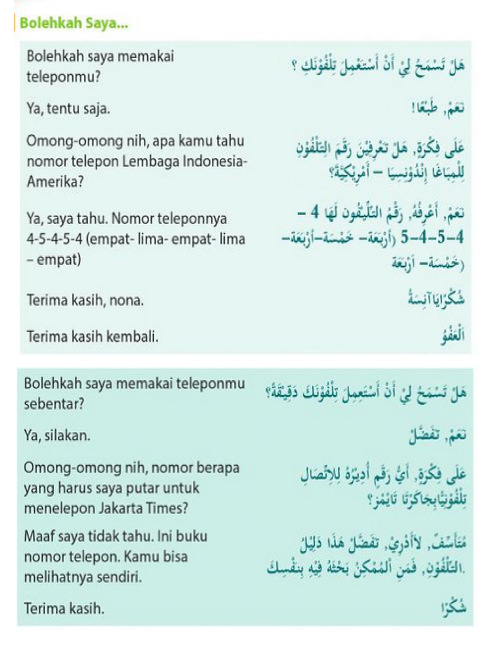 Bolehkah Saya...
Bolehkah saya memakai
teleponmu?
هَلْ تَسْمَحُ لِيْ أَنْ أَسْتَعْمِلَ تِلْفُوْنَكِ ؟
Ya, tentu saja.
نَعَمْ, طَبْعًا!
Omong-omong nih, apa kamu tahu
nomor telepon Lembaga Indonesia-
Amerika?
عَلَى فِكْرَةٍ, هَلْ تَعْرِفِيْنَ رَقَمَ التِّلْفُوْنِ
لِلْمِبَاغَا إِنْدُوْنِسِيَا – أَمْرِيْكِيَّة؟
Ya, saya tahu. Nomor teleponnya
4-5-4-5-4 (empat- lima- empat- lima
– empat)
نَعَمْ, أَعْرِفُهُ, رَقْمُ التِّلِيْفُون لَهَا 4 –
4–5–4–5 (أَرْبَعَة– خَمْسَة–أَرْبَعَة–
خَمْسَة– أَرْبَعَة)
Terima kasih, nona.
شُكْرًايَاآنِسَةُ
Terima kasih kembali.
اَلْعَفْوُ
Bolehkah saya memakai teleponmu
sebentar?
هَلْ تَسْمَحُ لِيْ أَنْ أَسْتَعْمِلَ تِلْفُوْنَكَ دَقِيْقَةً؟
Ya, silakan.
نَعَمْ, تَفَضَّلْ
Omong-omong nih, nomor berapa
yang harus saya putar untuk
menelepon Jakarta Times?
عَلَى فِكْرَةٍ, أَيُّ رَقَمٍ أُدِيْرُهُ لِلْإِتِّصَالِ
تِلْفُوْنِيًّابِجَاكَرْتَا تَايْمْز؟
Maaf saya tidak tahu. Ini buku
nomor telepon. Kamu bisa
melihatnya sendiri.
مُتَأَسِّفٌ, لَاأَدْرِيْ, تَفَضَّلْ هَذَا دَلِيْلُ
التِّلْفُوْنِ, فَمَنِ الْمُمْكِنُ بَحْثَهُ فِيْهِ بِنَفْسِكَ.
Terima kasih.
شُكْرًا